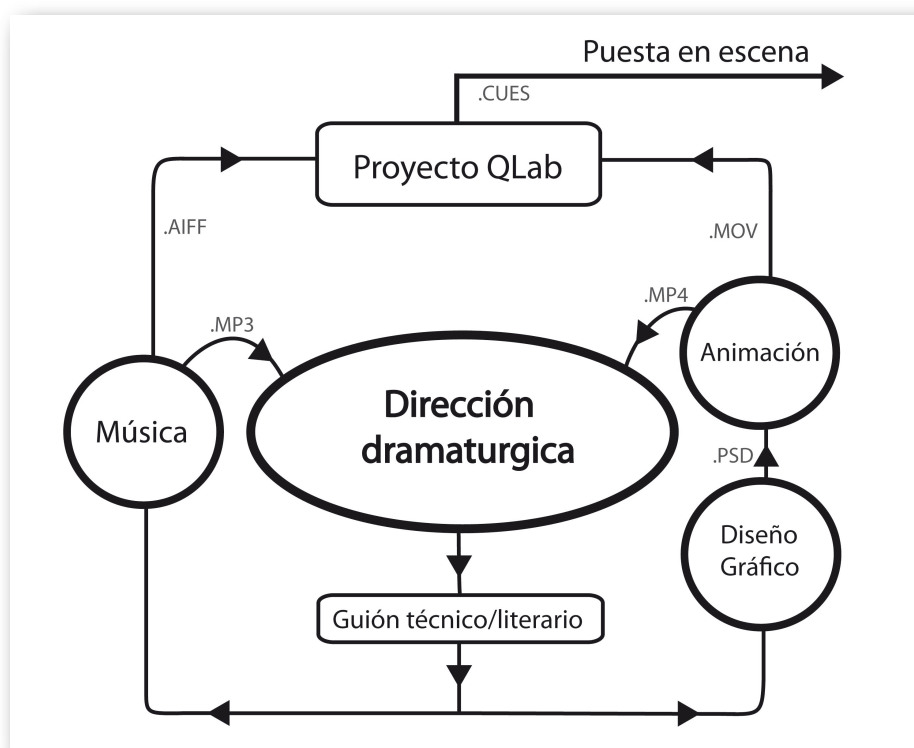 Puesta en escena
.CUES
Proyecto QLab
.AIFF
.MOV
.MP4
.MP3
Animación
Dirección
dramaturgica
Música
.PSD
Diseño
Gráfico
Guión técnico/literario